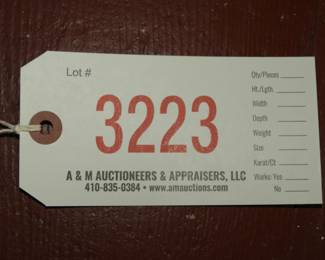 Lot #
3223
A & M AUCTIONEERS & APPRAISERS, LLC
410-835-0384 • www.amauctions.com
Qty/Pieces
Ht./Lgth
Width
Depth
Weight
Size
Karat/Ct
Works: Yes
No